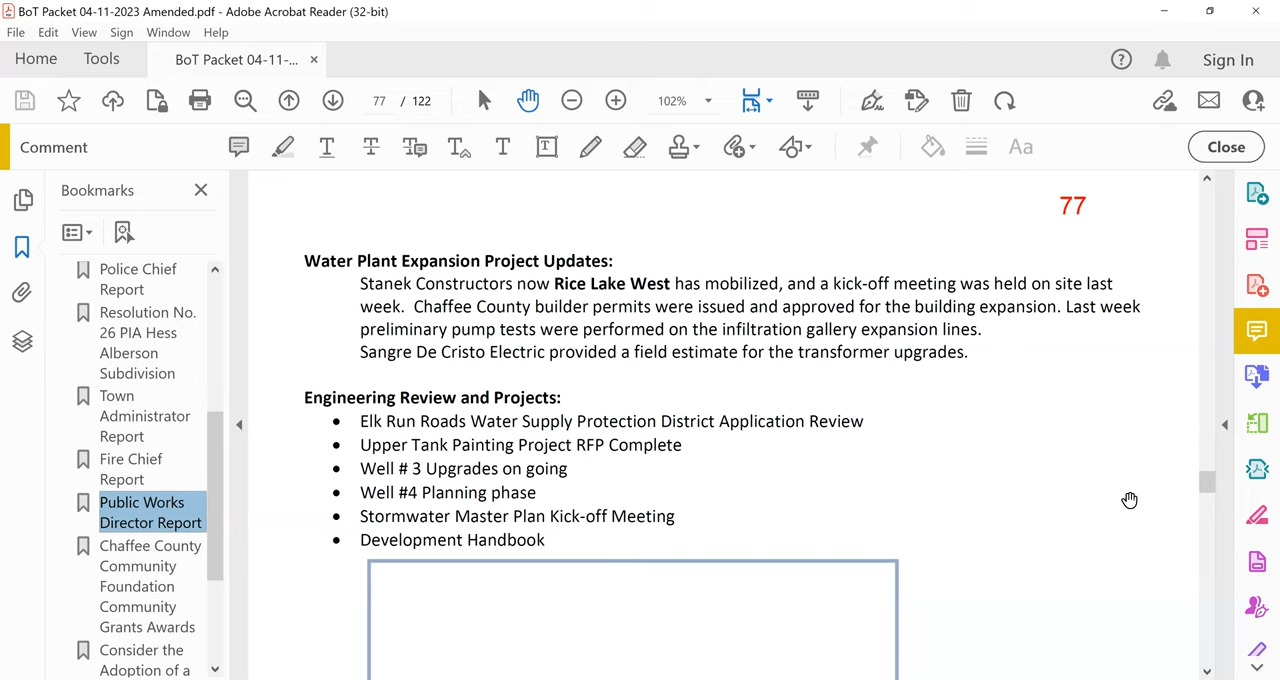 BoT Packet 04-11-2023 Amended.pdf - Adobe Acrobat Reader (32-bit)
File Edit View Sign Window Help
Home Tools BoT Packet 04-11-... × Sign In
77 / 122 102%
Comment Close
Bookmarks
Police Chief
Report
Resolution No.
26 PIA Hess
Alberson
Subdivision
Town
Administrator
Report
Fire Chief
Report
Public Works
Director Report
Chaffee County
Community
Foundation
Community
Grants Awards
Consider the
Adoption of a
77
Water Plant Expansion Project Updates:
Stanek Constructors now Rice Lake West has mobilized, and a kick-off meeting was held on site last
week. Chaffee County builder permits were issued and approved for the building expansion. Last week
preliminary pump tests were performed on the infiltration gallery expansion lines.
Sangre De Cristo Electric provided a field estimate for the transformer upgrades.
Engineering Review and Projects:
• Elk Run Roads Water Supply Protection District Application Review
• Upper Tank Painting Project RFP Complete
• Well # 3 Upgrades on going
• Well #4 Planning phase
• Stormwater Master Plan Kick-off Meeting
• Development Handbook